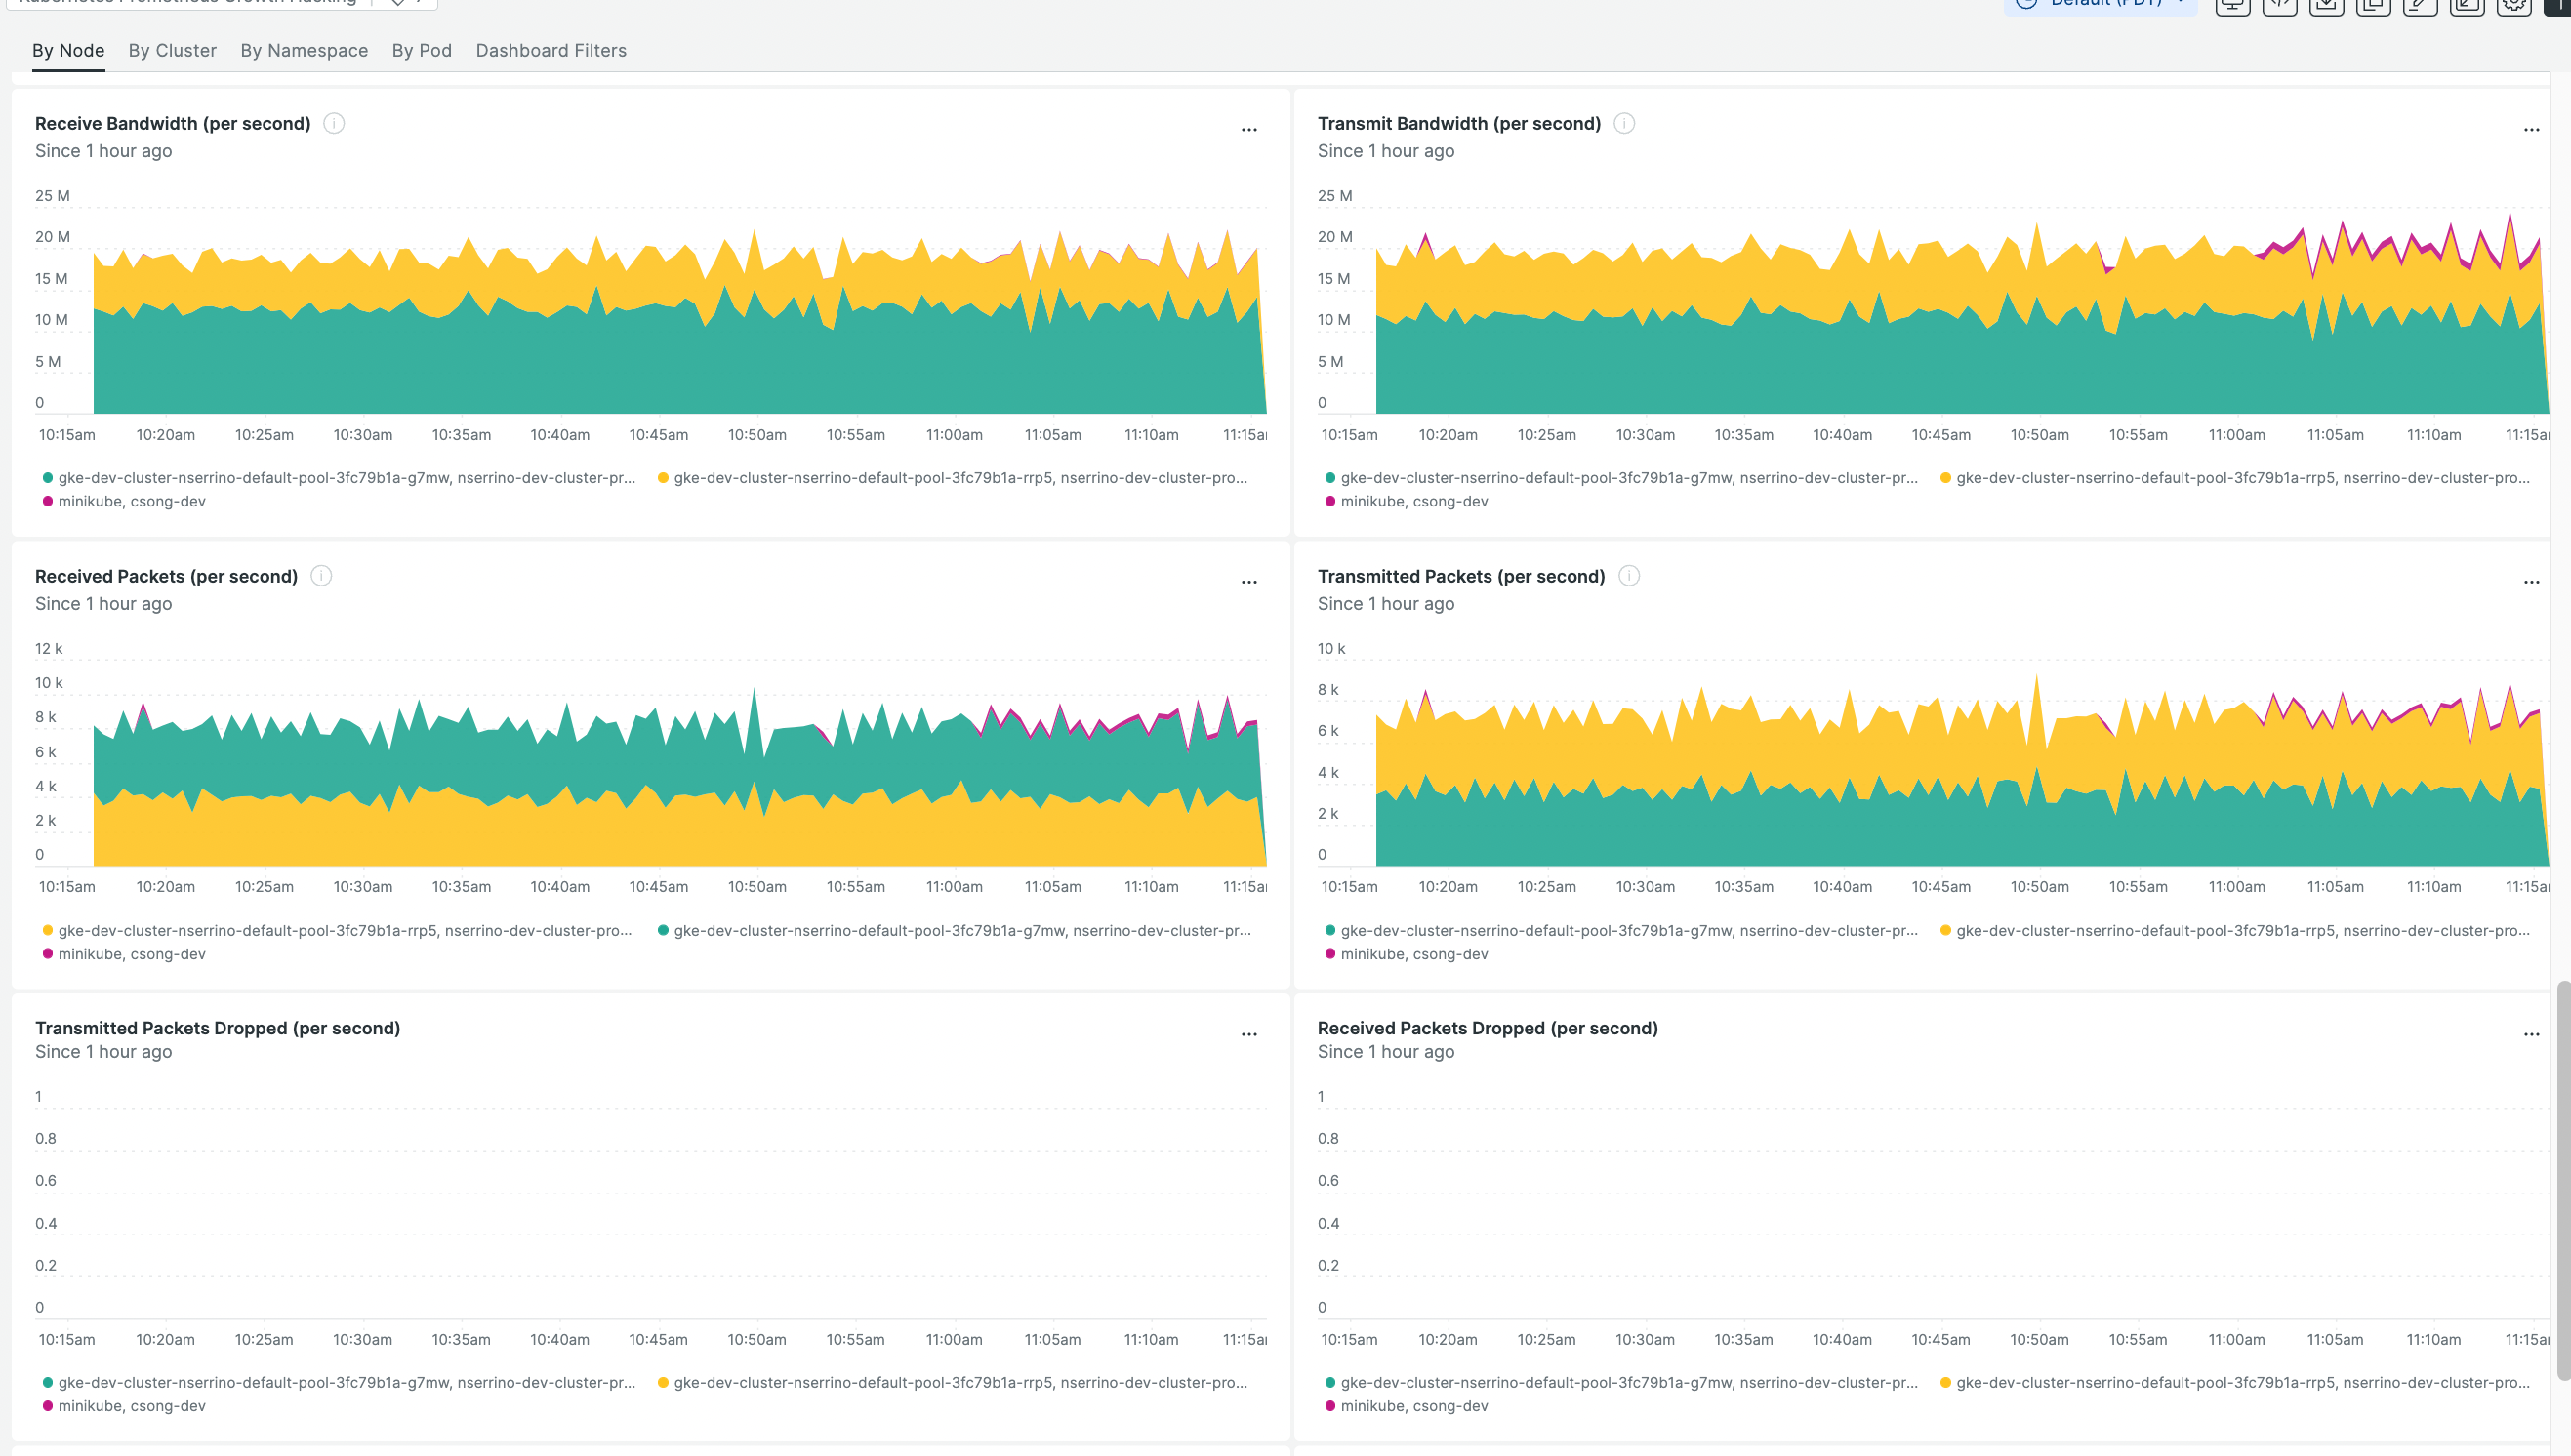 Kubernetes Prometheus Growth Hacking
Default (PDT)
By Node By Cluster By Namespace By Pod Dashboard Filters
Receive Bandwidth (per second)
Since 1 hour ago
25 M
20 M
15 M
10 M
5 M
0
10:15am 10:20am 10:25am 10:30am 10:35am 10:40am 10:45am 10:50am 10:55am 11:00am 11:05am 11:10am 11:15a
gke-dev-cluster-nserrino-default-pool-3fc79b1a-g7mw, nserrino-dev-cluster-pr... gke-dev-cluster-nserrino-default-pool-3fc79b1a-rrp5, nserrino-dev-cluster-pro...
minikube, csong-dev
Transmit Bandwidth (per second)
Since 1 hour ago
25 M
20 M
15 M
10 M
5 M
0
10:15am 10:20am 10:25am 10:30am 10:35am 10:40am 10:45am 10:50am 10:55am 11:00am 11:05am 11:10am 11:15a
gke-dev-cluster-nserrino-default-pool-3fc79b1a-g7mw, nserrino-dev-cluster-pr... gke-dev-cluster-nserrino-default-pool-3fc79b1a-rrp5, nserrino-dev-cluster-pro...
minikube, csong-dev
Received Packets (per second)
Since 1 hour ago
12 k
10 k
8 k
6 k
4 k
2 k
0
10:15am 10:20am 10:25am 10:30am 10:35am 10:40am 10:45am 10:50am 10:55am 11:00am 11:05am 11:10am 11:15a
gke-dev-cluster-nserrino-default-pool-3fc79b1a-rrp5, nserrino-dev-cluster-pro... gke-dev-cluster-nserrino-default-pool-3fc79b1a-g7mw, nserrino-dev-cluster-pr...
minikube, csong-dev
Transmitted Packets (per second)
Since 1 hour ago
10 k
8 k
6 k
4 k
2 k
0
10:15am 10:20am 10:25am 10:30am 10:35am 10:40am 10:45am 10:50am 10:55am 11:00am 11:05am 11:10am 11:15a
gke-dev-cluster-nserrino-default-pool-3fc79b1a-g7mw, nserrino-dev-cluster-pr... gke-dev-cluster-nserrino-default-pool-3fc79b1a-rrp5, nserrino-dev-cluster-pro...
minikube, csong-dev
Transmitted Packets Dropped (per second)
Since 1 hour ago
1
0.8
0.6
0.4
0.2
0
10:15am 10:20am 10:25am 10:30am 10:35am 10:40am 10:45am 10:50am 10:55am 11:00am 11:05am 11:10am 11:15a
gke-dev-cluster-nserrino-default-pool-3fc79b1a-g7mw, nserrino-dev-cluster-pr... gke-dev-cluster-nserrino-default-pool-3fc79b1a-rrp5, nserrino-dev-cluster-pro...
minikube, csong-dev
Received Packets Dropped (per second)
Since 1 hour ago
1
0.8
0.6
0.4
0.2
0
10:15am 10:20am 10:25am 10:30am 10:35am 10:40am 10:45am 10:50am 10:55am 11:00am 11:05am 11:10am 11:15a
gke-dev-cluster-nserrino-default-pool-3fc79b1a-g7mw, nserrino-dev-cluster-pr... gke-dev-cluster-nserrino-default-pool-3fc79b1a-rrp5, nserrino-dev-cluster-pro...
minikube, csong-dev